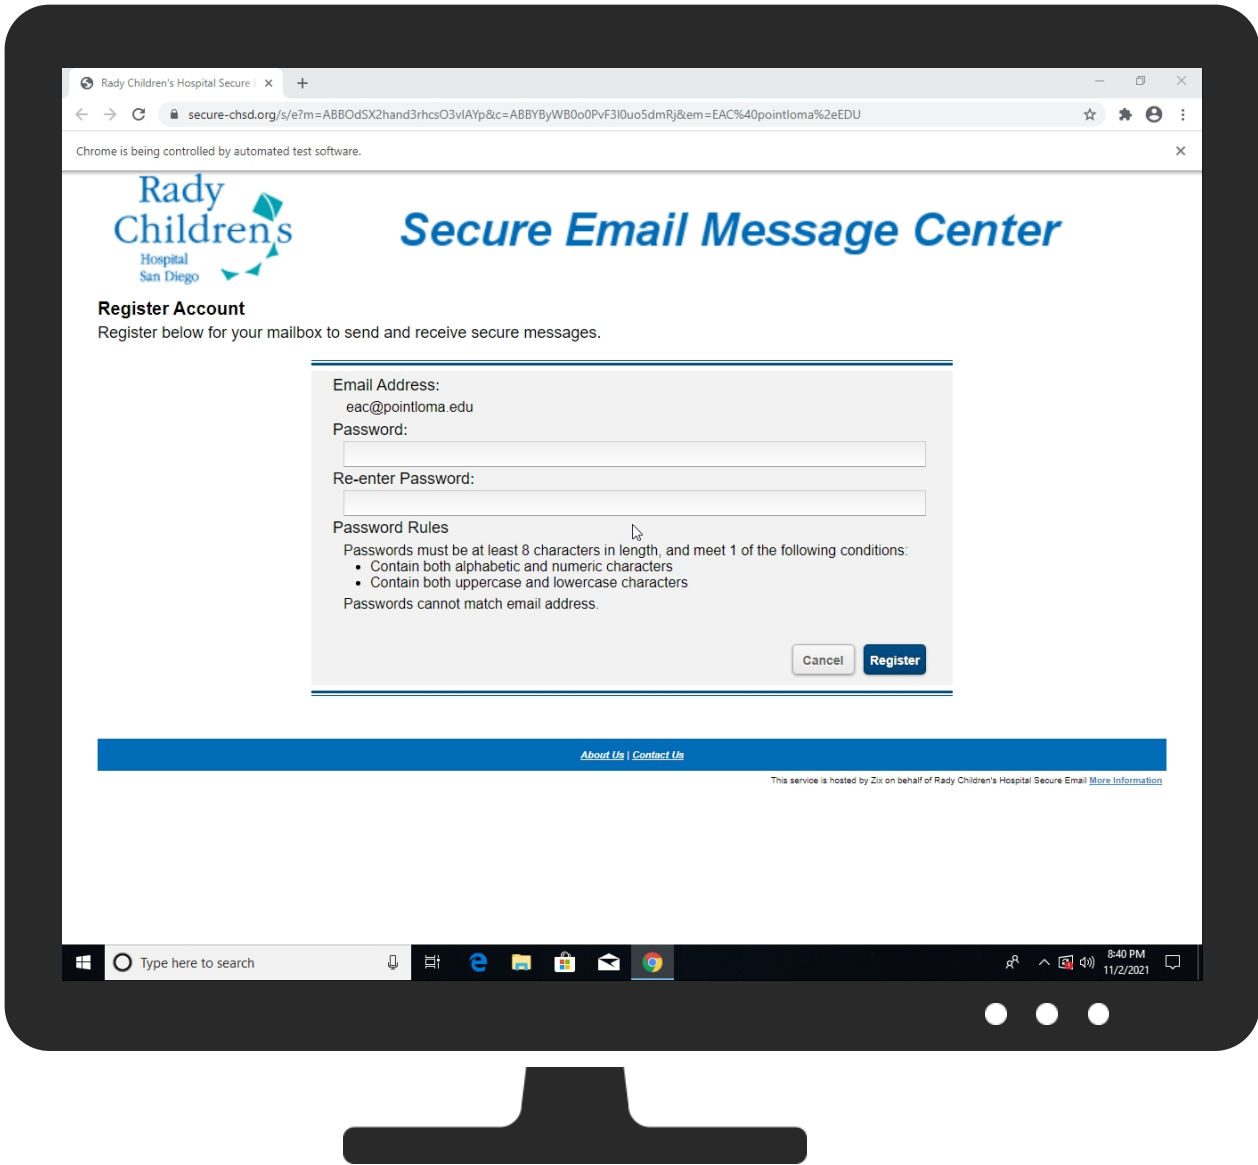 Rady Children's Hospital Secure
secure-chsd.org/s/e?m=ABBOdSX2hand3rhcsO3vIAYp&c=ABBYByWB0o0PvF3I0uo5dmRj&em=EAC%40pointloma%2eEDU
Chrome is being controlled by automated test software.
Rady
Children's
Hospital
San Diego
Secure Email Message Center
Register Account
Register below for your mailbox to send and receive secure messages.
Email Address:
eac@pointloma.edu
Password:
Re-enter Password:
Password Rules
Passwords must be at least 8 characters in length, and meet 1 of the following conditions:
• Contain both alphabetic and numeric characters
• Contain both uppercase and lowercase characters
Passwords cannot match email address.
Cancel Register
About Us | Contact Us
This service is hosted by Zix on behalf of Rady Children's Hospital Secure Email More Information
Type here to search
8:40 PM
11/2/2021